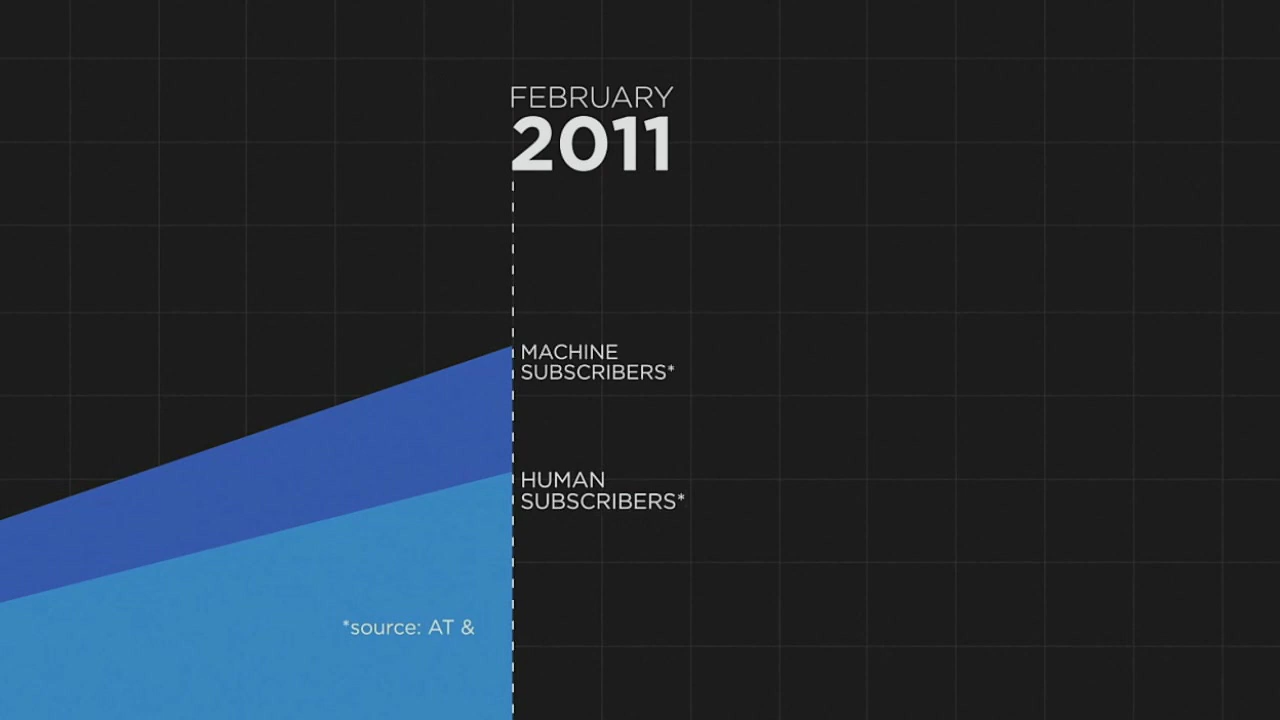 FEBRUARY
2011
MACHINE
SUBSCRIBERS*
HUMAN
SUBSCRIBERS*
*source: AT &